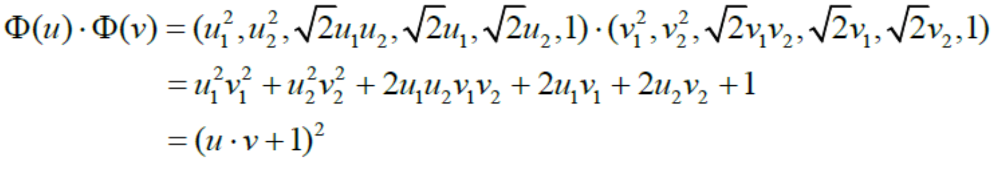 Φ(u) · Φ(v) = (u₁², u₂², √2u₁u₂, √2u₁, √2u₂, 1) · (v₁², v₂², √2v₁v₂, √2v₁, √2v₂, 1)
= u₁²v₁² + u₂²v₂² + 2u₁u₂v₁v₂ + 2u₁v₁ + 2u₂v₂ + 1
= (u · v + 1)²